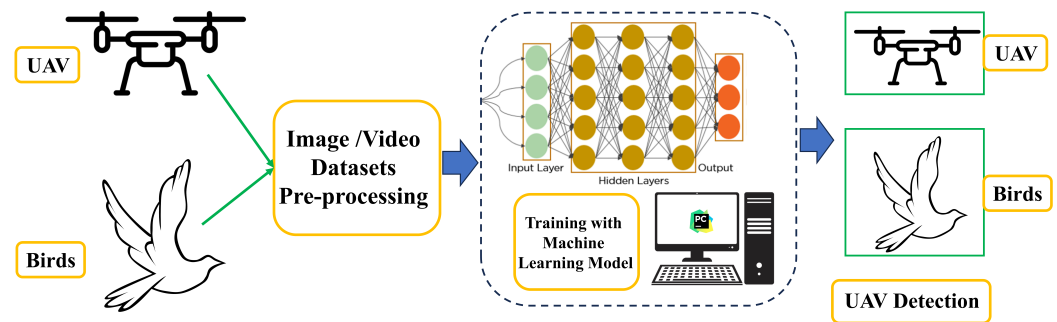 UAV
Birds
Image /Video
Datasets
Pre-processing
Input Layer
Hidden Layers
Output
Training with
Machine
Learning Model
PC
UAV
Birds
UAV Detection